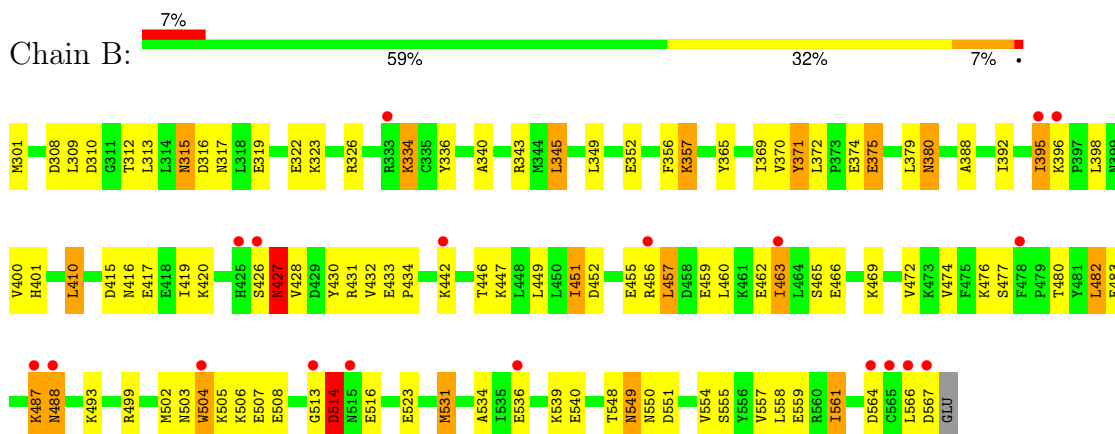 7%
Chain B:
59% 32% 7% •
M301 D308 L309 D310 G311 T312 L313 L314 N315 D316 N317 L318 E319 E322 K323 R326 R333 K334 C335 Y336 A340 R343 M344 L345 L349 E352 F356 K357 Y365 I369 V370 Y371 L372 P373 E374 E375 L379 N380 A388 I392 I395 K396 P397 L398 N399
V400 H401 L410 D415 N416 E417 E418 I419 K420 H425 S426 N427 V428 D429 Y430 R431 V432 E433 P434 K442 T446 K447 L448 L449 L450 I451 D452 E455 R456 L457 D458 E459 L460 K461 E462 I463 L464 S465 E466 K469 V472 K473 V474 F475 K476 S477 F478 P479 T480 Y481 L482 E483
K487 N488 K493 R499 M502 N503 W504 K505 K506 E507 E508 G513 D514 N515 E516 E523 M531 A534 I535 E536 K539 E540 T548 N549 N550 D551 V554 S555 Y556 V557 L558 E559 R560 I561 D564 C565 L566 D567 GLU